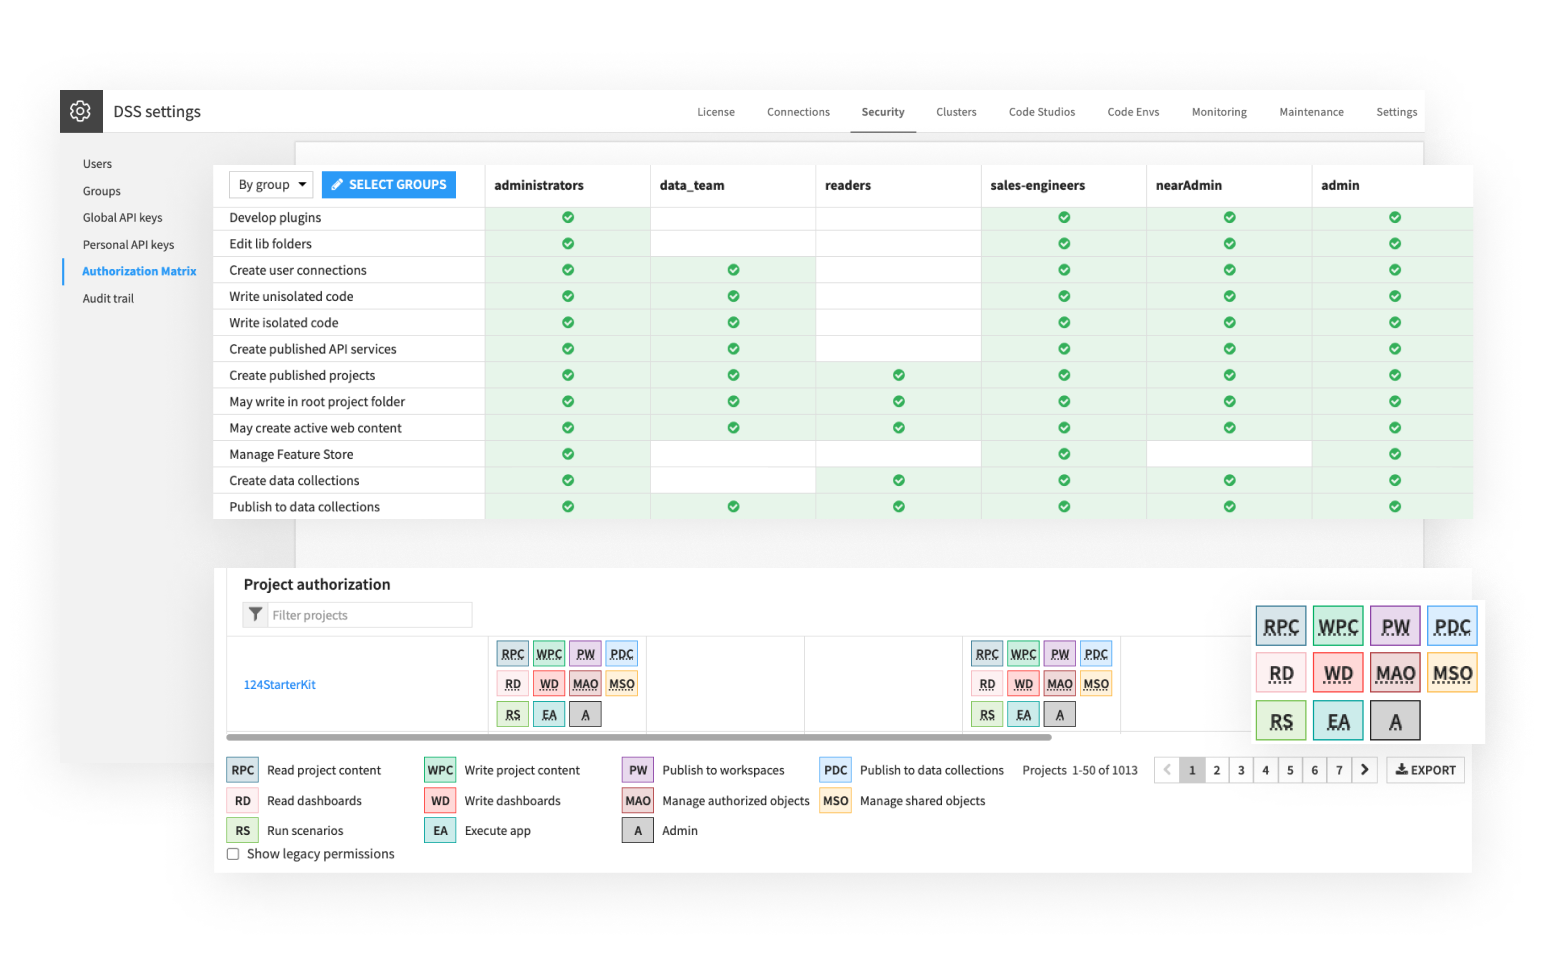 DSS settings License Connections Security Clusters Code Studios Code Envs Monitoring Maintenance Settings
Users
Groups
Global API keys
Personal API keys
Authorization Matrix
Audit trail
By group SELECT GROUPS administrators data_team readers sales-engineers nearAdmin admin
Develop plugins
Edit lib folders
Create user connections
Write unisolated code
Write isolated code
Create published API services
Create published projects
May write in root project folder
May create active web content
Manage Feature Store
Create data collections
Publish to data collections
Project authorization
Filter projects
124StarterKit
RPC WPC PW PDC
RD WD MAO MSO
RS EA A
RPC WPC PW PDC
RD WD MAO MSO
RS EA A
RPC WPC PW PDC
RD WD MAO MSO
RS EA A
RPC Read project content WPC Write project content PW Publish to workspaces PDC Publish to data collections Projects 1-50 of 1013 1 2 3 4 5 6 7 EXPORT
RD Read dashboards WD Write dashboards MAO Manage authorized objects MSO Manage shared objects
RS Run scenarios EA Execute app A Admin
Show legacy permissions